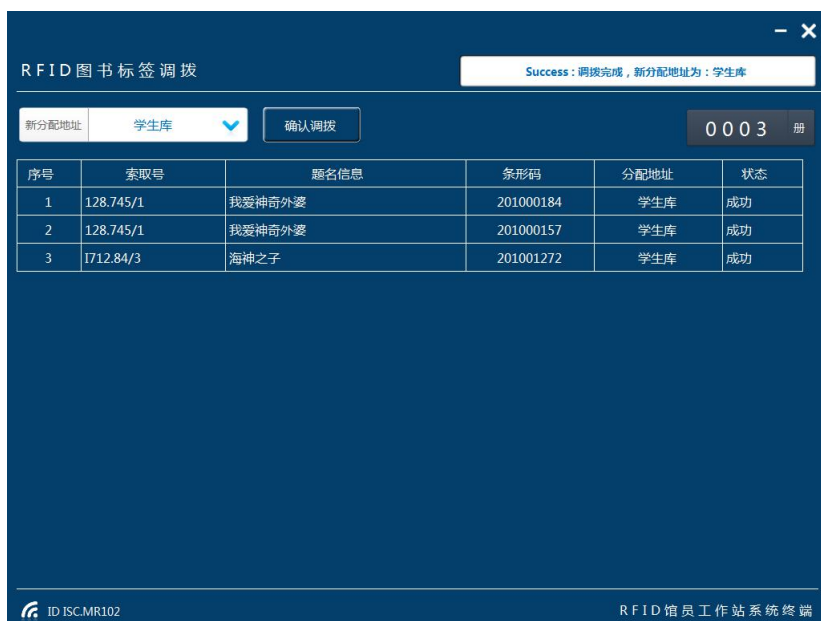 RFID图书标签调拨
Success : 调拨完成 , 新分配地址为 : 学生库
新分配地址 学生库 确认调拨 0003 册
序号 索取号 题名信息 条形码 分配地址 状态
1 128.745/1 我爱神奇外婆 201000184 学生库 成功
2 128.745/1 我爱神奇外婆 201000157 学生库 成功
3 I712.84/3 海神之子 201001272 学生库 成功
ID ISC.MR102 RFID馆员工作站系统终端